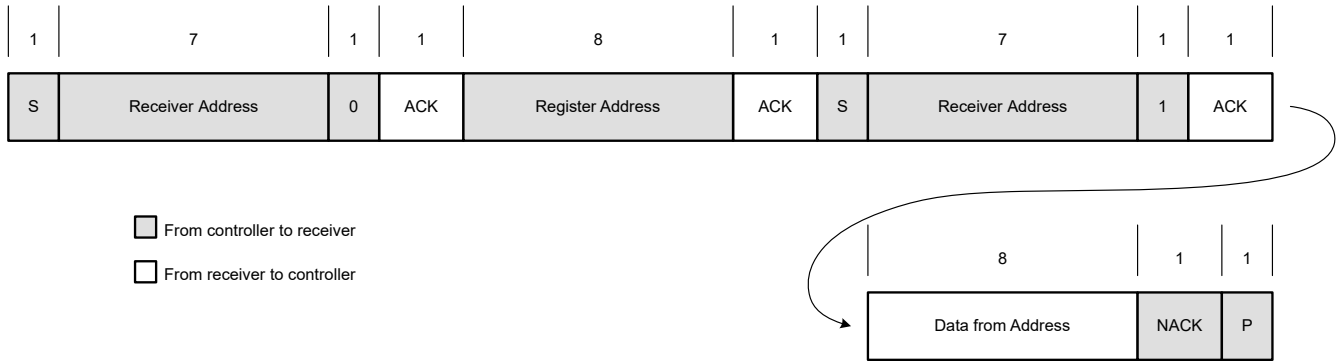 1 7 1 1 8 1 1 7 1 1
S Receiver Address 0 ACK Register Address ACK S Receiver Address 1 ACK
From controller to receiver
From receiver to controller
8 1 1
Data from Address NACK P